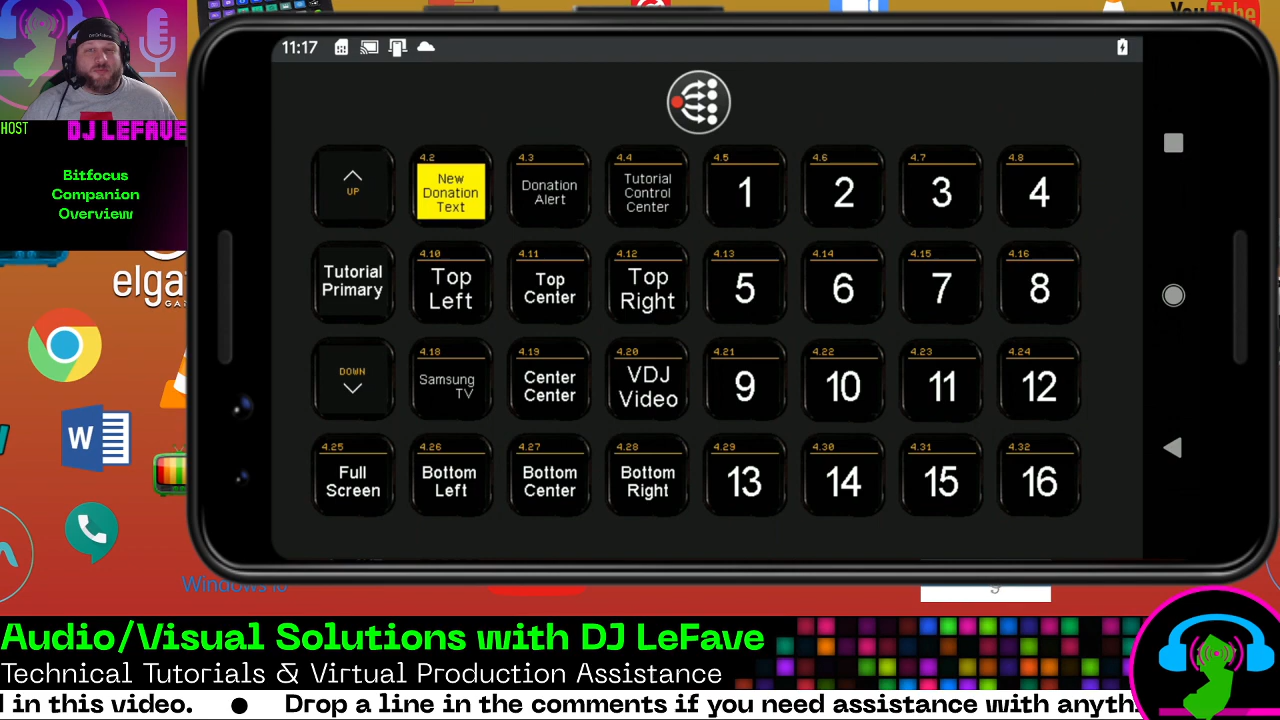 You Tube
11:17
HOST
DJ LEFAVE
Bitfocus
Companion
Overview
UP
4.2
New
Donation
Text
4.3
Donation
Alert
4.4
Tutorial
Control
Center
4.5
1
4.6
2
4.7
3
4.8
4
Tutorial
Primary
4.10
Top
Left
4.11
Top
Center
4.12
Top
Right
4.13
5
4.14
6
4.15
7
4.16
8
elga
DOWN
4.18
Samsung
TV
4.19
Center
Center
4.20
VDJ
Video
4.21
9
4.22
10
4.23
11
4.24
12
W
4.25
Full
Screen
4.26
Bottom
Left
4.27
Bottom
Center
4.28
Bottom
Right
4.29
13
4.30
14
4.31
15
4.32
16
Windows 10
Audio/Visual Solutions with DJ LeFave
Technical Tutorials & Virtual Production Assistance
l in this video. ● Drop a line in the comments if you need assistance with anyth